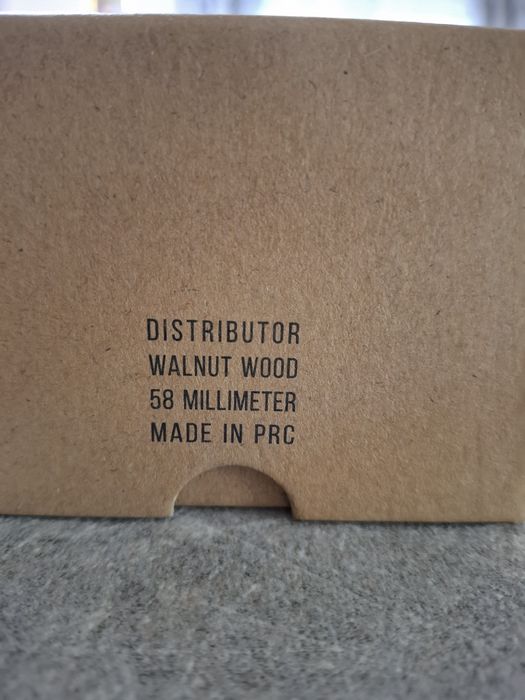 DISTRIBUTOR
WALNUT WOOD
58 MILLIMETER
MADE IN PRC